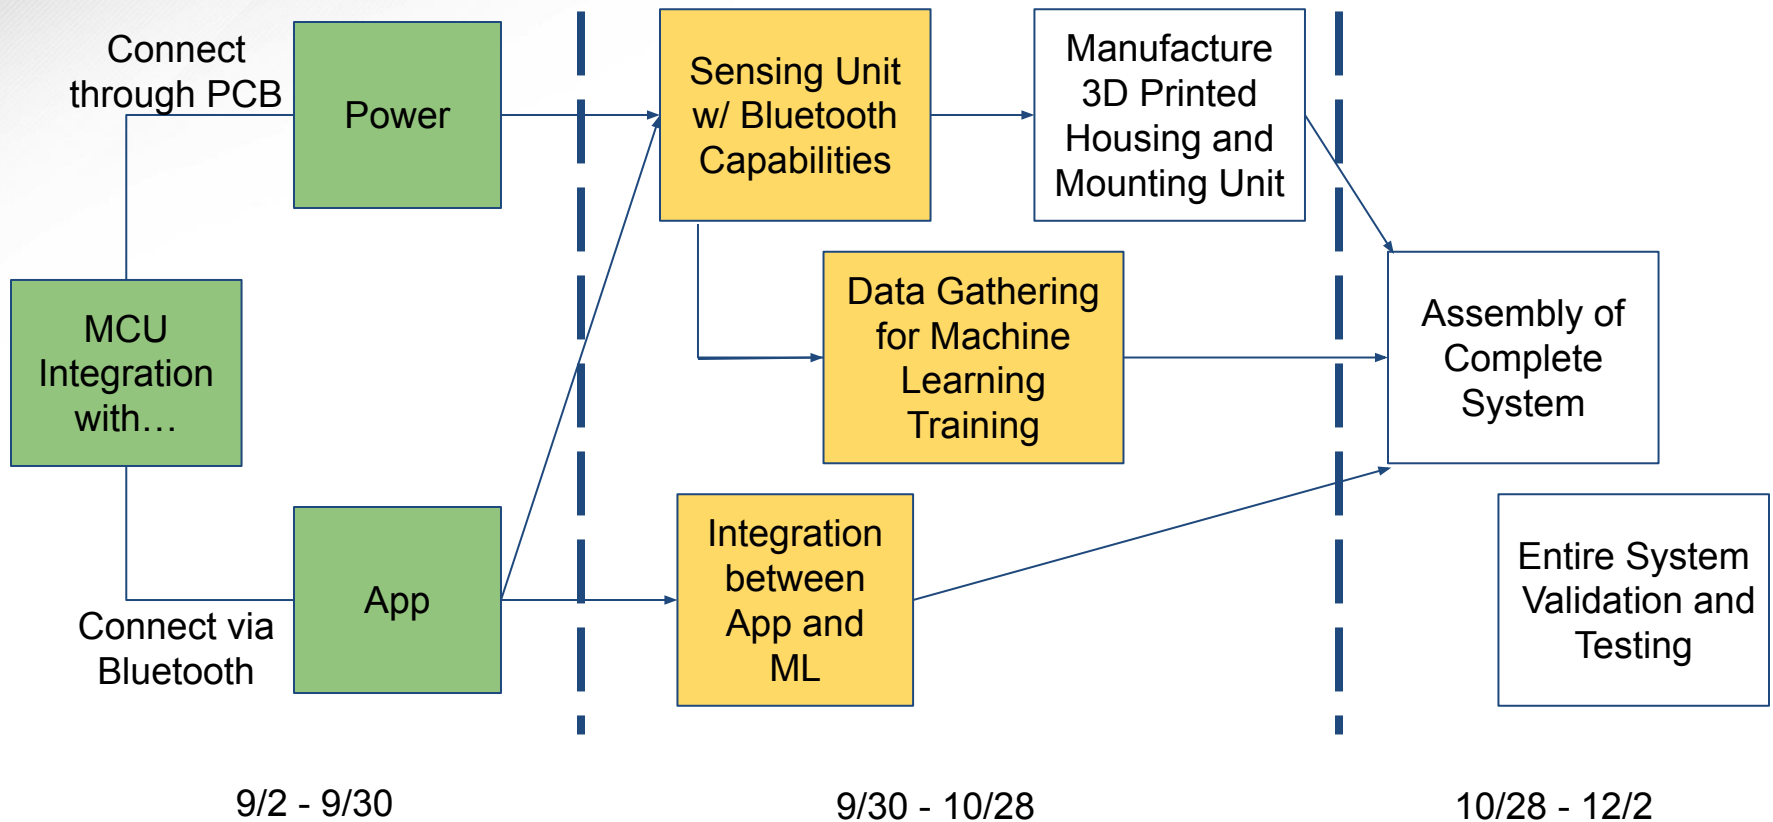 Connect
through PCB
Power
MCU
Integration
with…
App
Connect via
Bluetooth
Sensing Unit
w/ Bluetooth
Capabilities
Manufacture
3D Printed
Housing and
Mounting Unit
Data Gathering
for Machine
Learning
Training
Integration
between
App and
ML
Assembly of
Complete
System
Entire System
Validation and
Testing
9/2 - 9/30
9/30 - 10/28
10/28 - 12/2